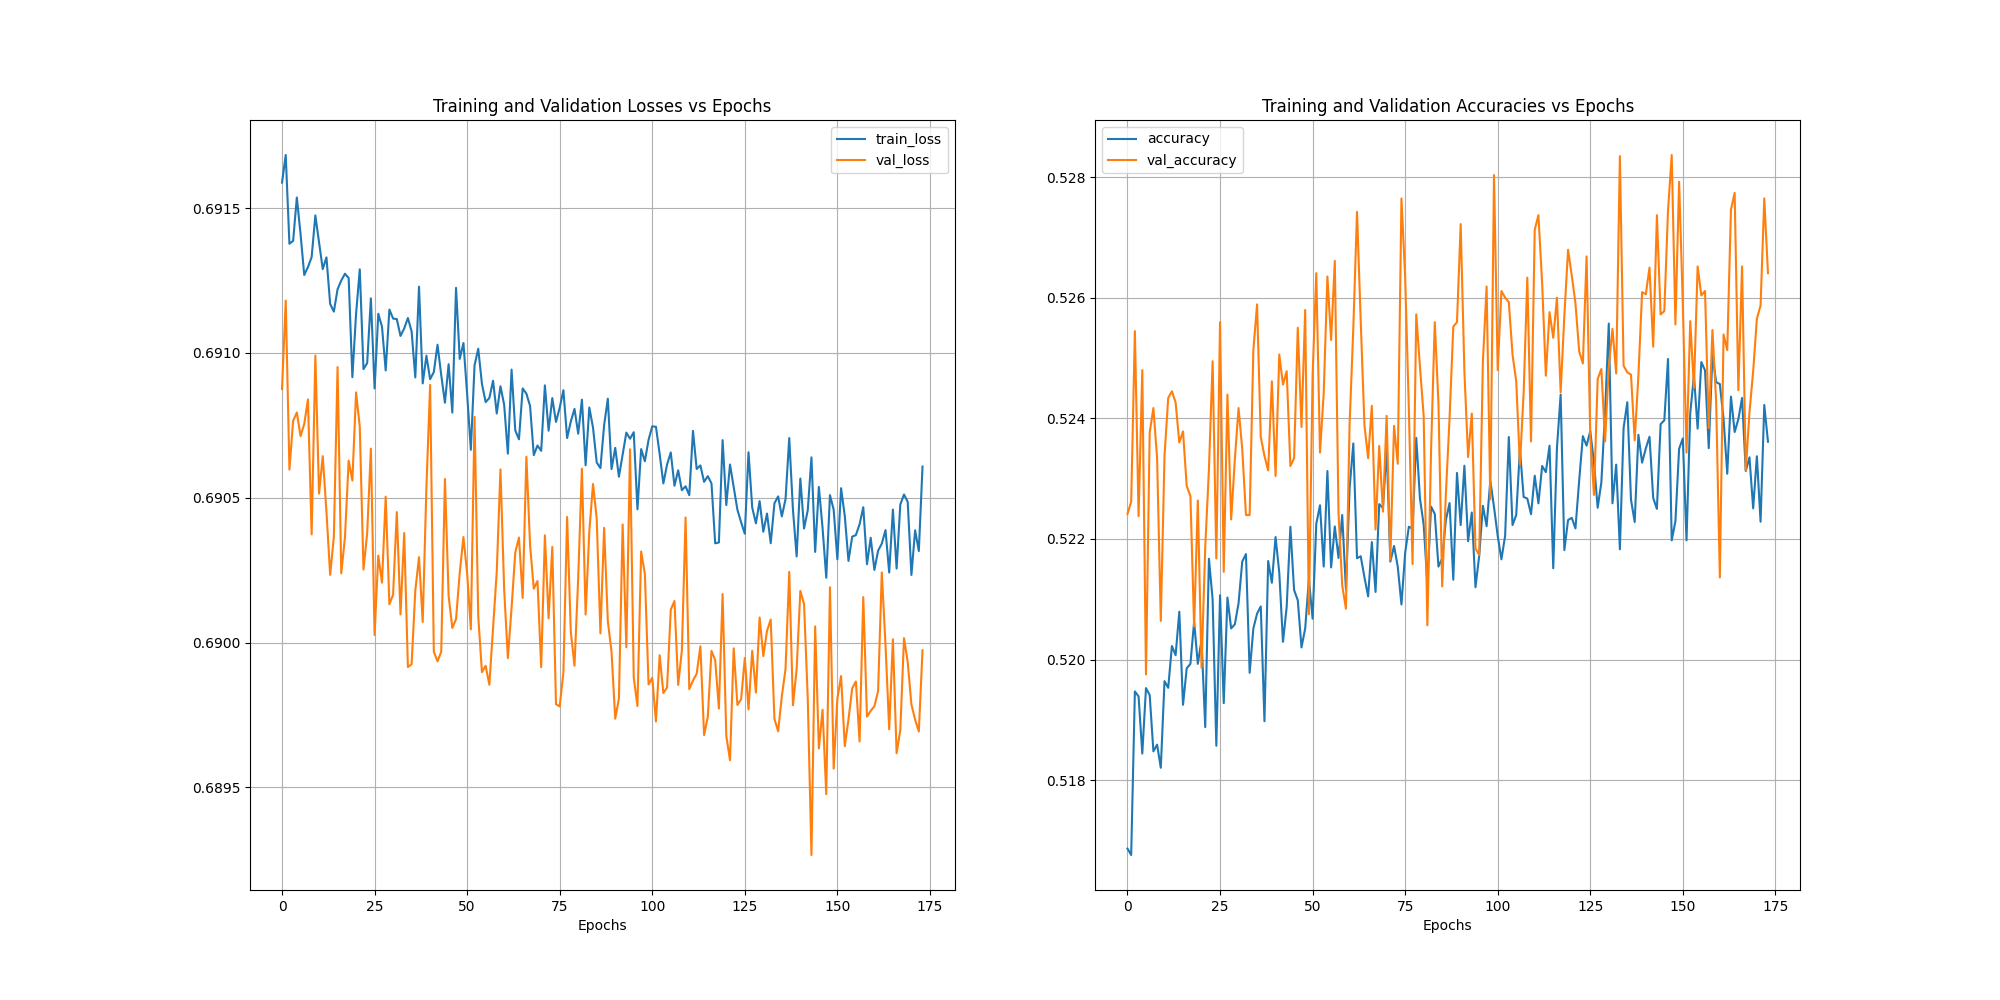 Training and Validation Losses vs Epochs
train_loss
val_loss
0.6915
0.6910
0.6905
0.6900
0.6895
0 25 50 75 100 125 150 175
Epochs
Training and Validation Accuracies vs Epochs
accuracy
val_accuracy
0.528
0.526
0.524
0.522
0.520
0.518
0 25 50 75 100 125 150 175
Epochs